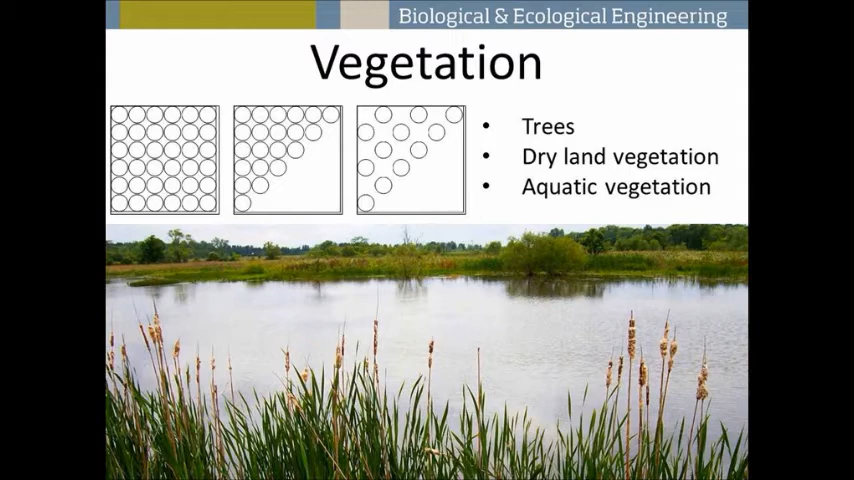 Biological & Ecological Engineering
Vegetation
• Trees
• Dry land vegetation
• Aquatic vegetation